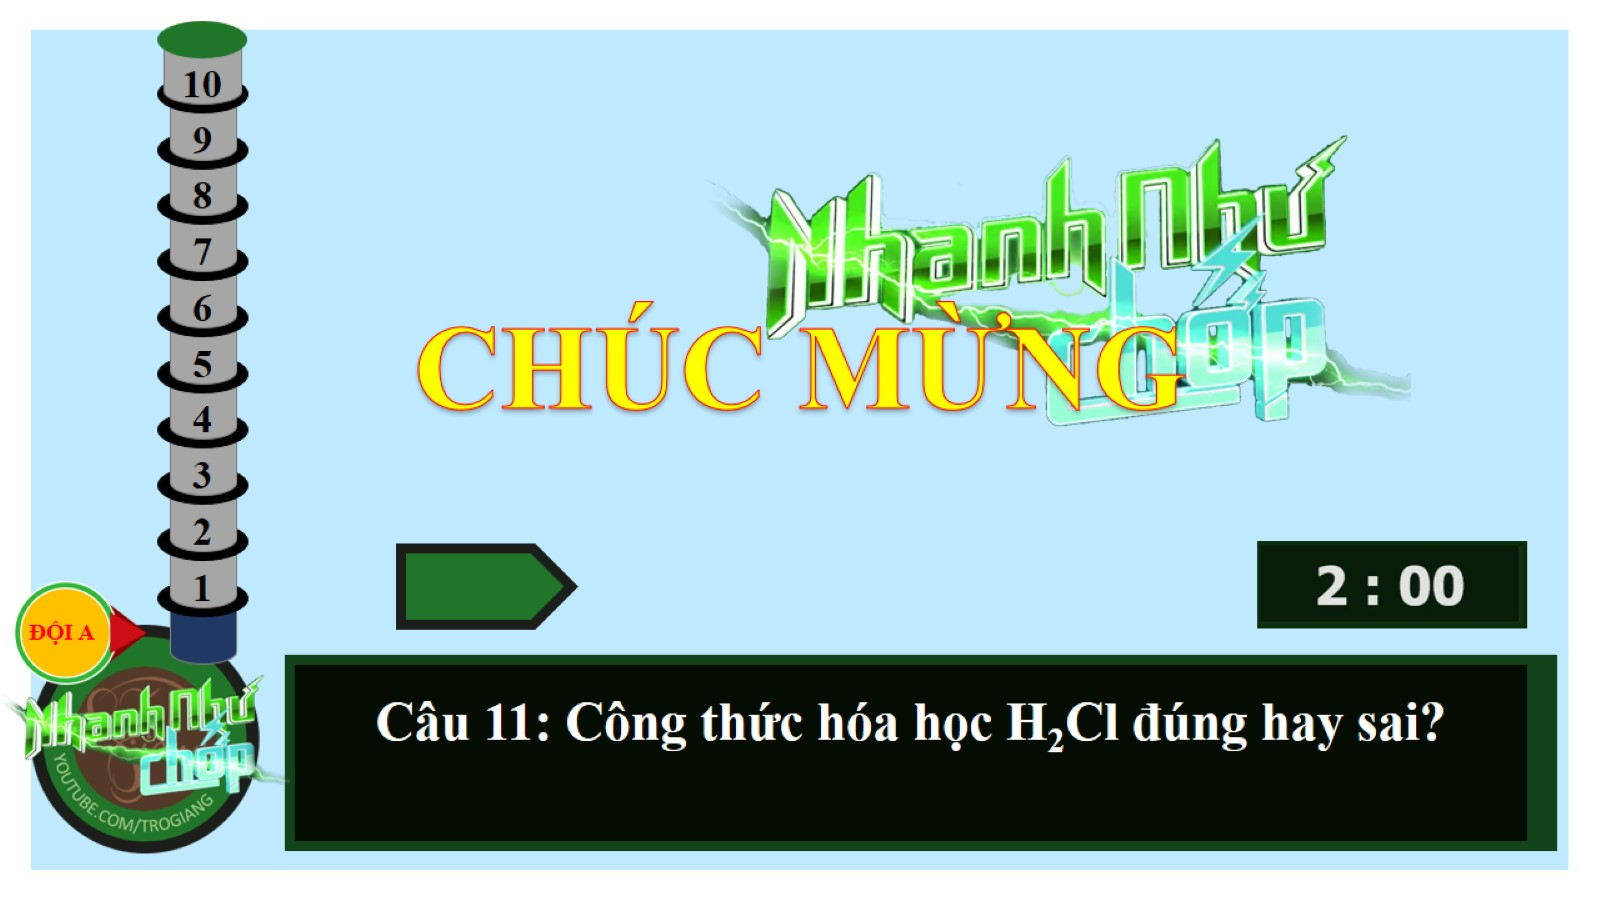 10
9
8
7
6
5
4
3
2
1
Nhanh Như
chớp
CHÚC MỪNG
2 : 00
ĐỘI A
Nhanh Như
chớp
YOUTUBE.COM/TROGIANG
Câu 11: Công thức hóa học H₂Cl đúng hay sai?